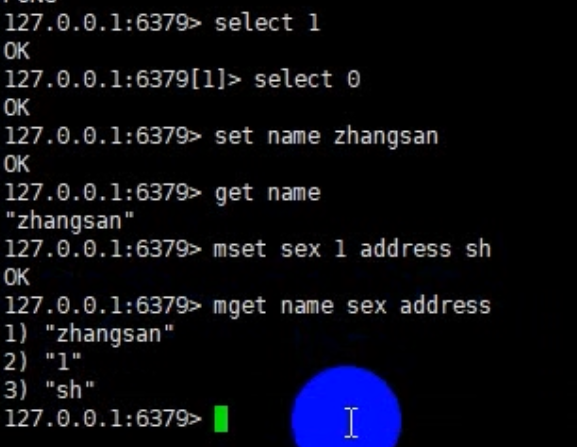 127.0.0.1:6379> select 1
OK
127.0.0.1:6379[1]> select 0
OK
127.0.0.1:6379> set name zhangsan
OK
127.0.0.1:6379> get name
"zhangsan"
127.0.0.1:6379> mset sex 1 address sh
OK
127.0.0.1:6379> mget name sex address
1) "zhangsan"
2) "1"
3) "sh"
127.0.0.1:6379>